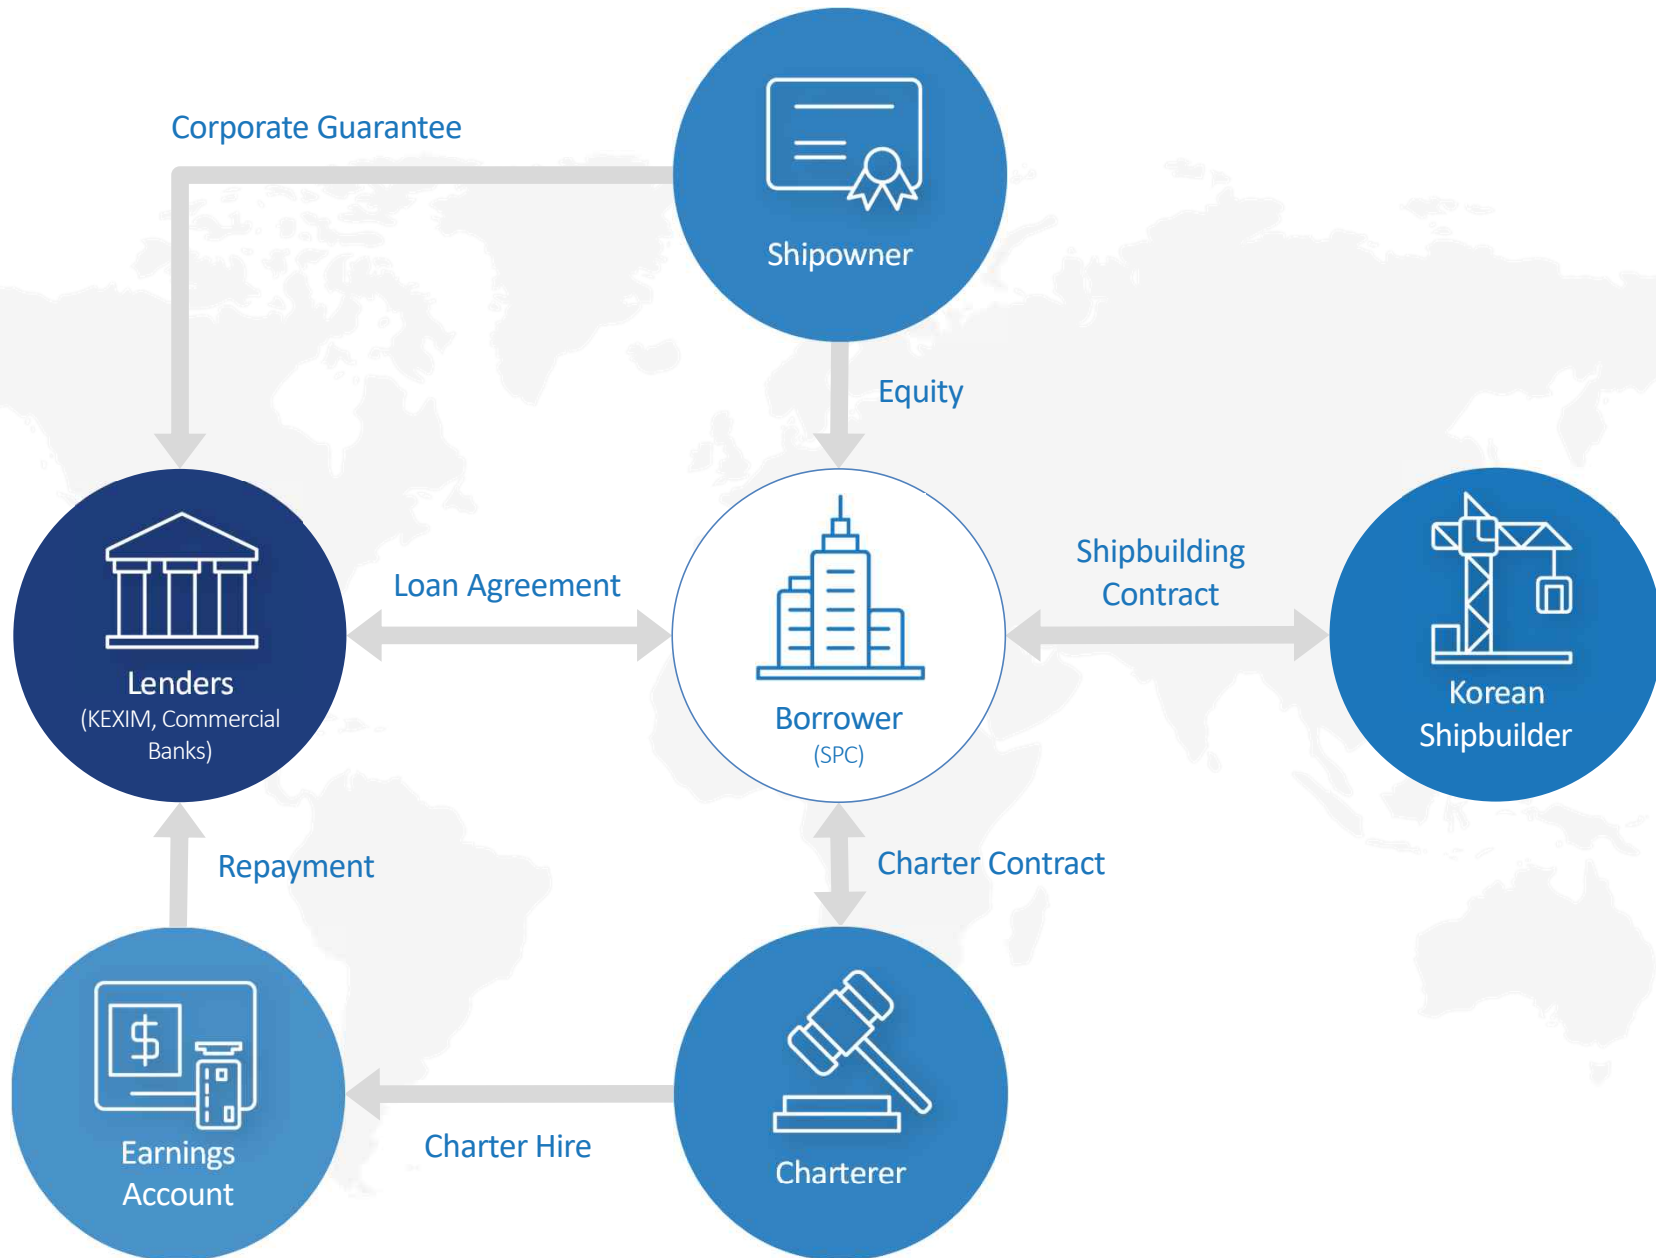 Corporate Guarantee
Shipowner
Equity
Loan Agreement
Shipbuilding
Contract
Lenders
(KEXIM, Commercial
Banks)
Borrower
(SPC)
Korean
Shipbuilder
Repayment
Charter Contract
$
Earnings
Account
Charter Hire
Charterer